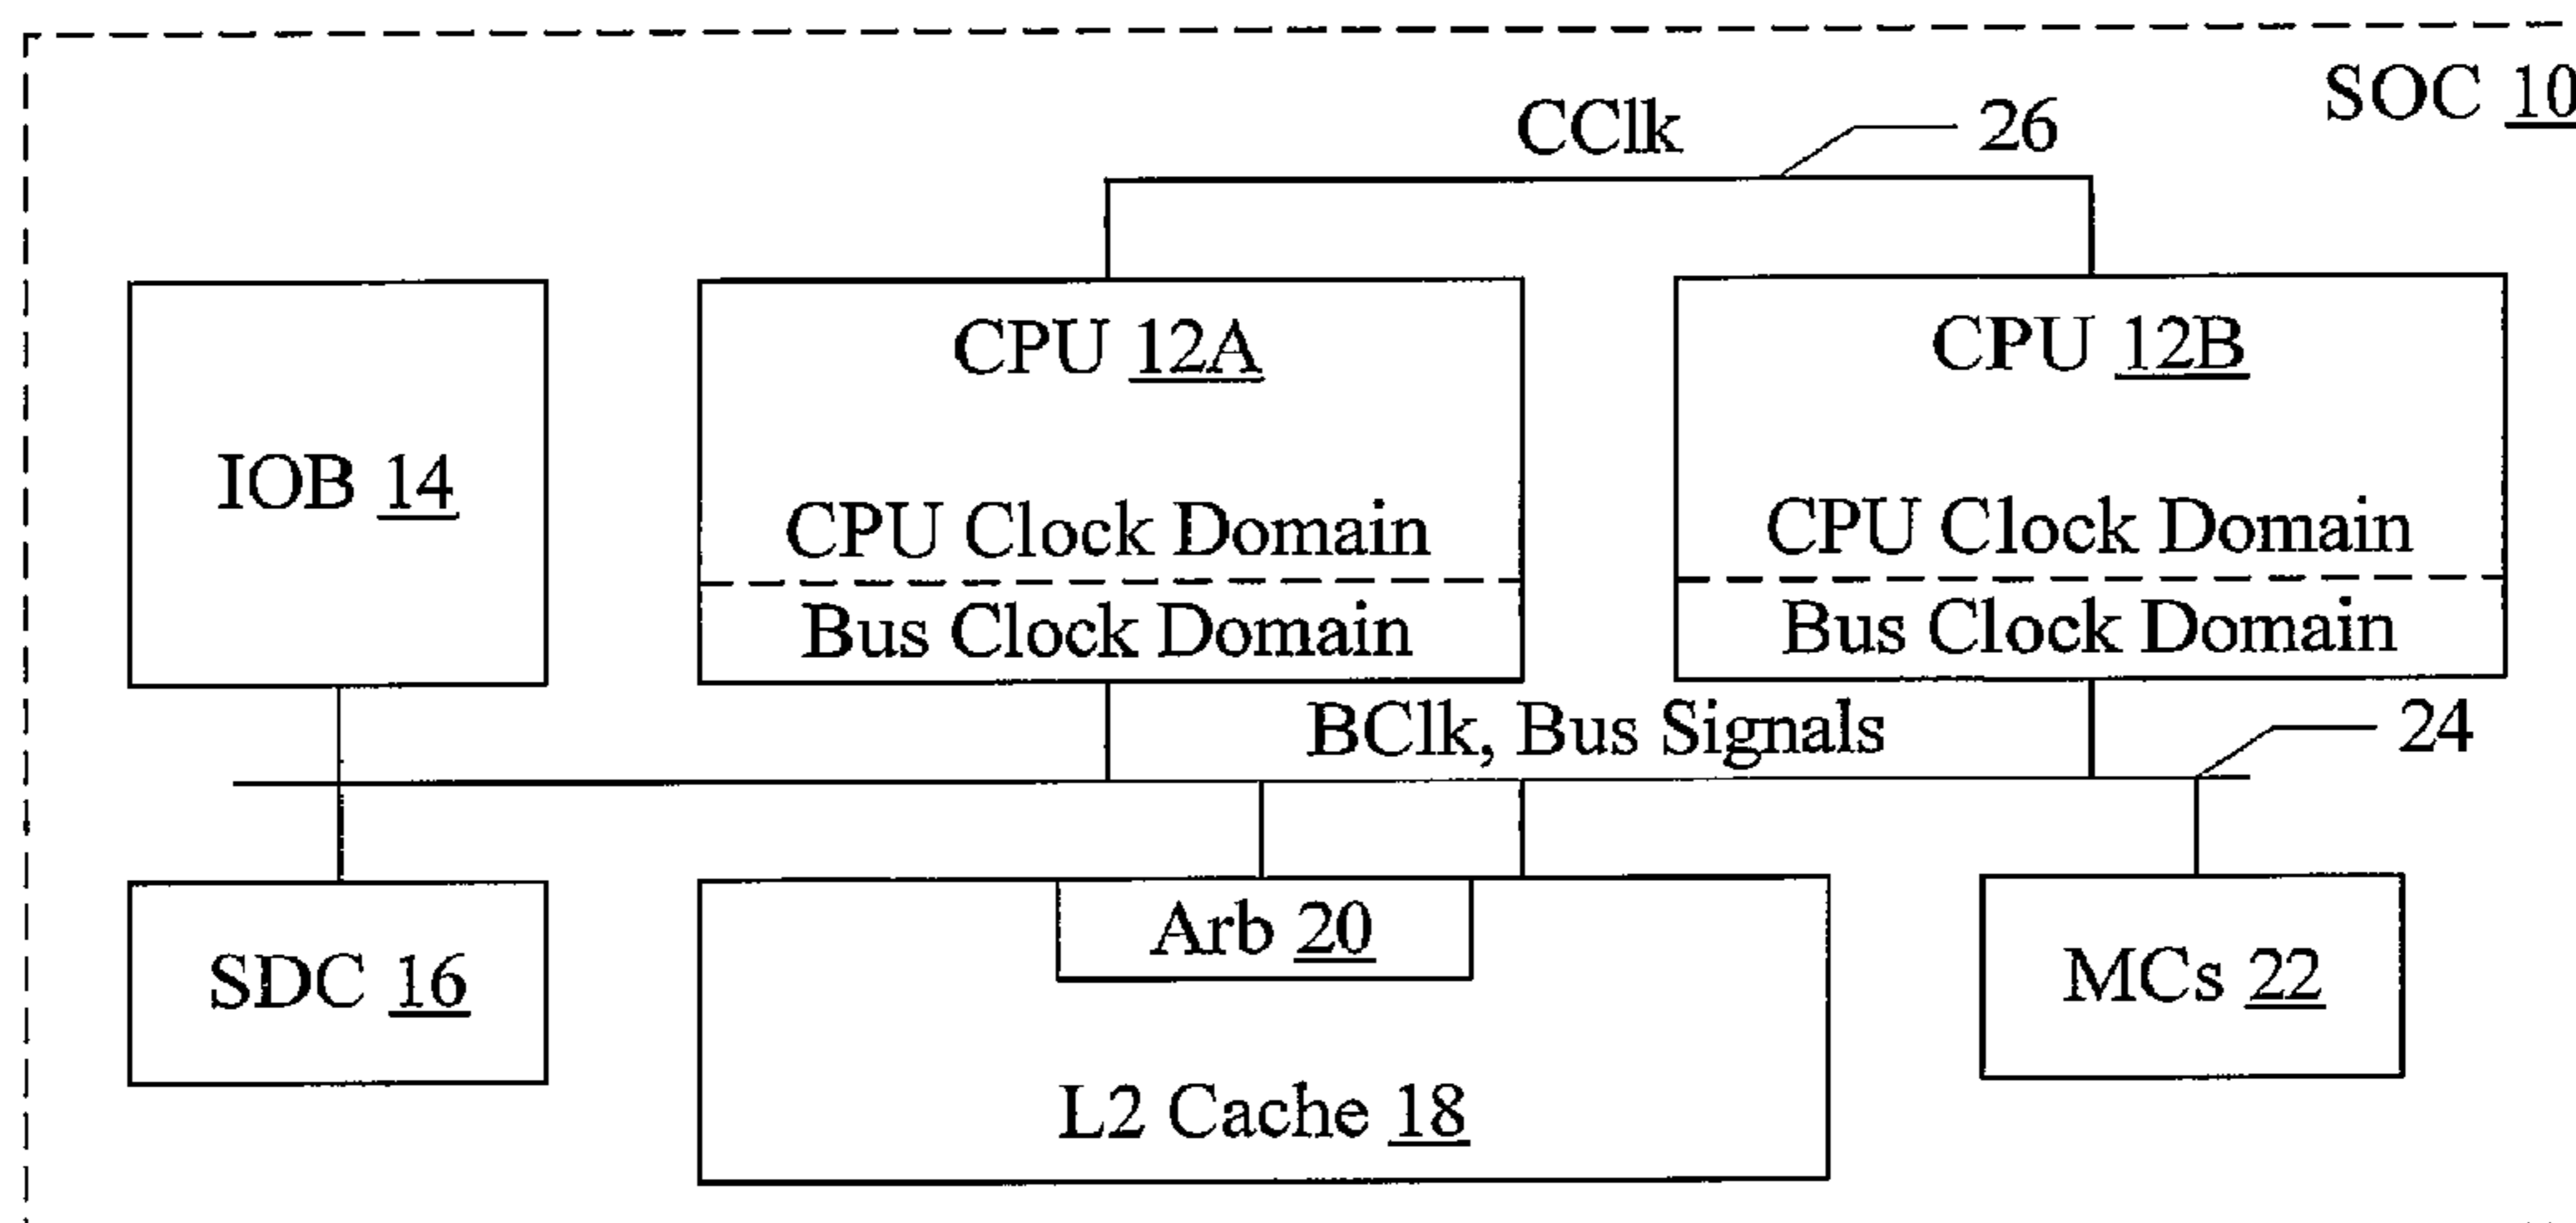 SOC 10
CClk
26
CPU 12A
CPU 12B
IOB 14
CPU Clock Domain
CPU Clock Domain
Bus Clock Domain
Bus Clock Domain
BClk, Bus Signals
24
Arb 20
SDC 16
MCs 22
L2 Cache 18